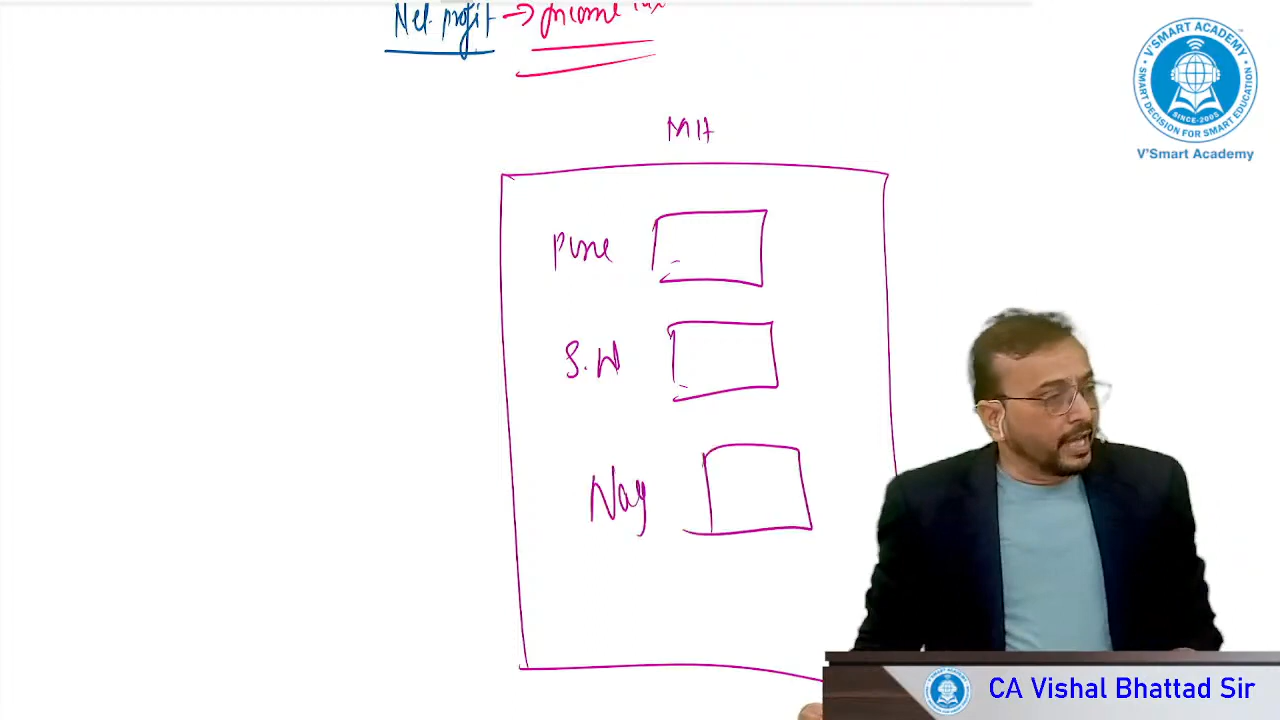 Net profit → Income Tax
MH
Pune
S.W
Nag
V'SMART ACADEMY
SMART DECISION FOR SMART EDUCATION
SINCE-2005
V'Smart Academy
CA Vishal Bhattad Sir